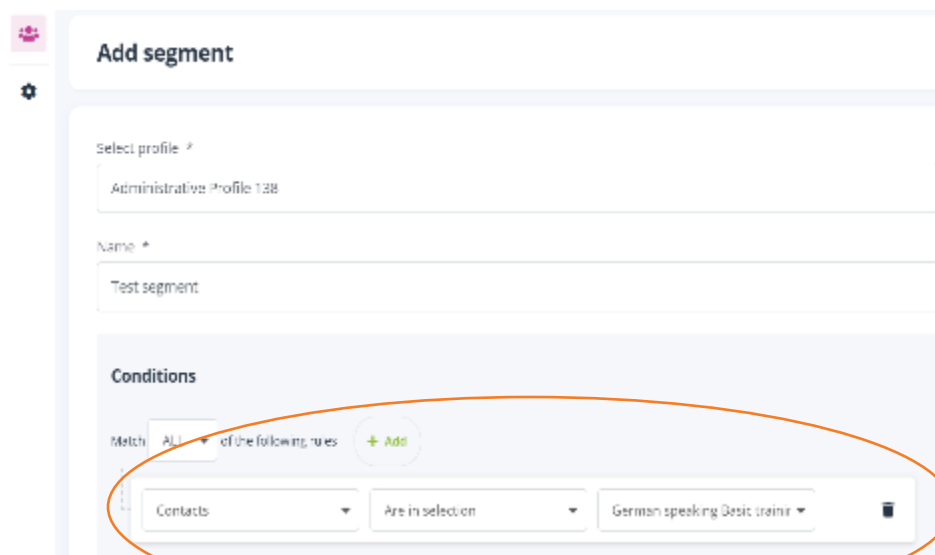 Add segment
Select profile *
Administrative Profile 138
Name *
Test segment
Conditions
Match ALL of the following rules + Add
Contacts Are in selection German speaking Basic trainir